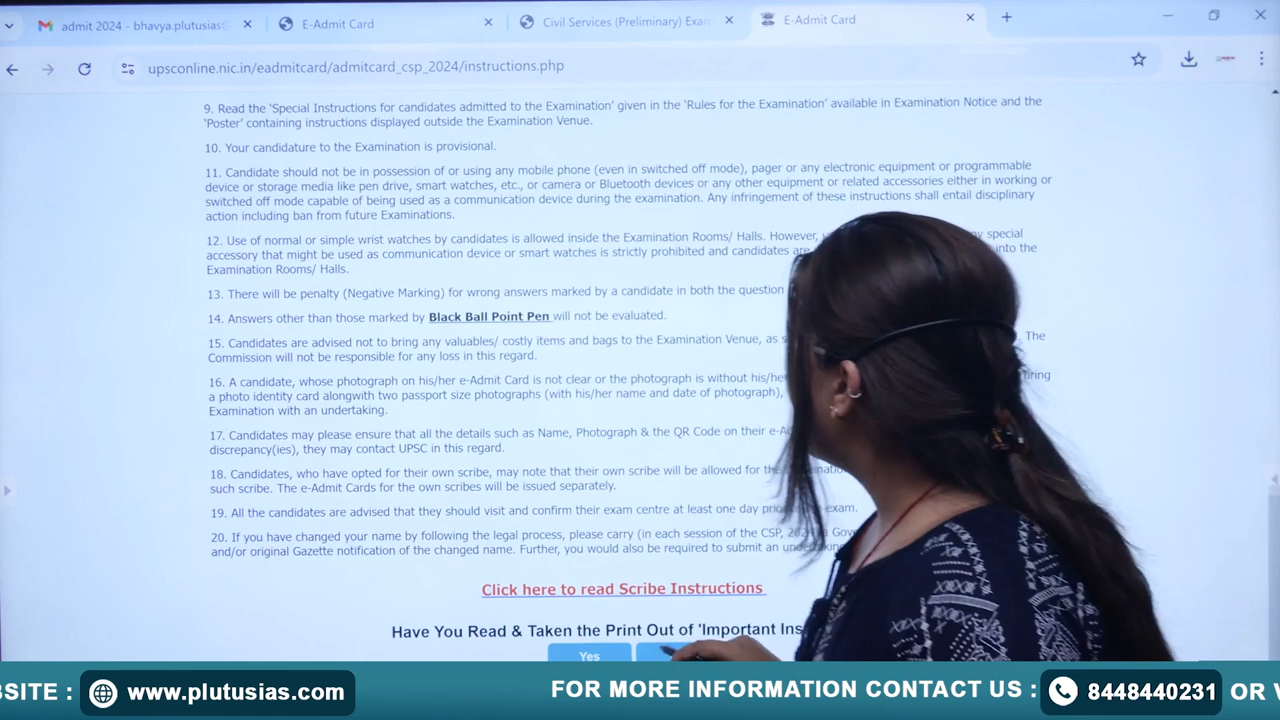 admit 2024 - bhavya.plutusias
E-Admit Card
Civil Services (Preliminary) Exam
E-Admit Card
upsconline.nic.in/eadmitcard/admitcard_csp_2024/instructions.php
9. Read the 'Special Instructions for candidates admitted to the Examination' given in the 'Rules for the Examination' available in Examination Notice and the
'Poster' containing instructions displayed outside the Examination Venue.
10. Your candidature to the Examination is provisional.
11. Candidate should not be in possession of or using any mobile phone (even in switched off mode), pager or any electronic equipment or programmable
device or storage media like pen drive, smart watches, etc., or camera or Bluetooth devices or any other equipment or related accessories either in working or
switched off mode capable of being used as a communication device during the examination. Any infringement of these instructions shall entail disciplinary
action including ban from future Examinations.
12. Use of normal or simple wrist watches by candidates is allowed inside the Examination Rooms/ Halls. However, special
accessory that might be used as communication device or smart watches is strictly prohibited and candidates are into the
Examination Rooms/ Halls.
13. There will be penalty (Negative Marking) for wrong answers marked by a candidate in both the question
14. Answers other than those marked by Black Ball Point Pen will not be evaluated.
15. Candidates are advised not to bring any valuables/ costly items and bags to the Examination Venue, as The
Commission will not be responsible for any loss in this regard.
16. A candidate, whose photograph on his/her e-Admit Card is not clear or the photograph is without his/her bring
a photo identity card alongwith two passport size photographs (with his/her name and date of photograph),
Examination with an undertaking.
17. Candidates may please ensure that all the details such as Name, Photograph & the QR Code on their
discrepancy(ies), they may contact UPSC in this regard.
18. Candidates, who have opted for their own scribe, may note that their own scribe will be allowed for the
such scribe. The e-Admit Cards for the own scribes will be issued separately.
19. All the candidates are advised that they should visit and confirm their exam centre at least one day exam.
20. If you have changed your name by following the legal process, please carry (in each session of the CSP,
and/or original Gazette notification of the changed name. Further, you would also be required to submit an
Click here to read Scribe Instructions
Have You Read & Taken the Print Out of 'Important Ins
Yes
SITE : www.plutusias.com FOR MORE INFORMATION CONTACT US : 8448440231 OR